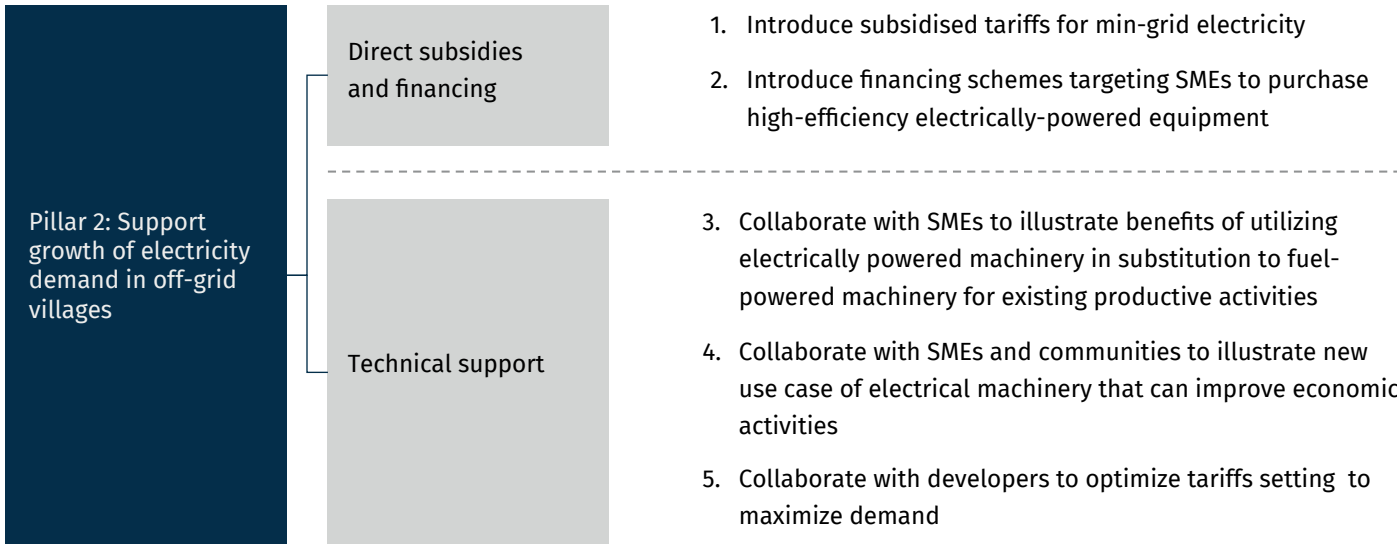 Pillar 2: Support
growth of electricity
demand in off-grid
villages
Direct subsidies
and financing
1. Introduce subsidised tariffs for min-grid electricity
2. Introduce financing schemes targeting SMEs to purchase
high-efficiency electrically-powered equipment
Technical support
3. Collaborate with SMEs to illustrate benefits of utilizing
electrically powered machinery in substitution to fuel-
powered machinery for existing productive activities
4. Collaborate with SMEs and communities to illustrate new
use case of electrical machinery that can improve economic
activities
5. Collaborate with developers to optimize tariffs setting to
maximize demand